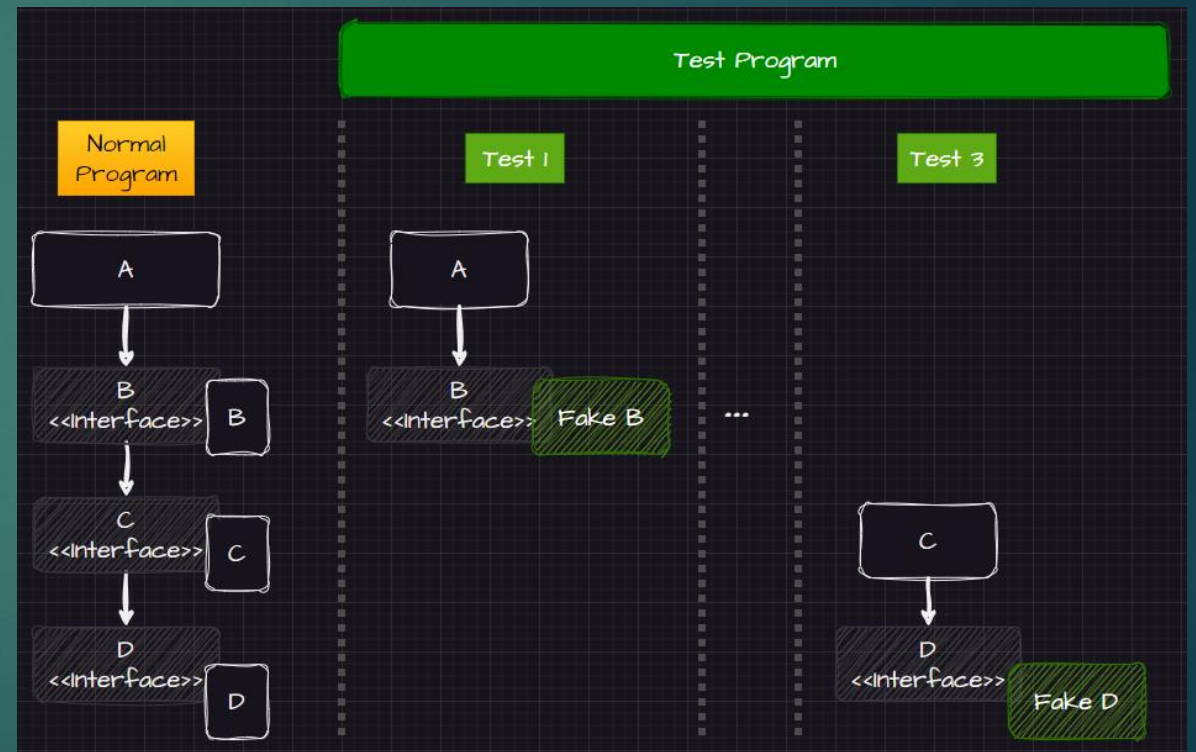 Test Program
Normal
Program
Test 1
Test 3
A
A
B
<<Interface>>
B
B
<<Interface>>
Fake B
...
C
<<Interface>>
C
C
D
<<Interface>>
D
D
<<Interface>>
Fake D